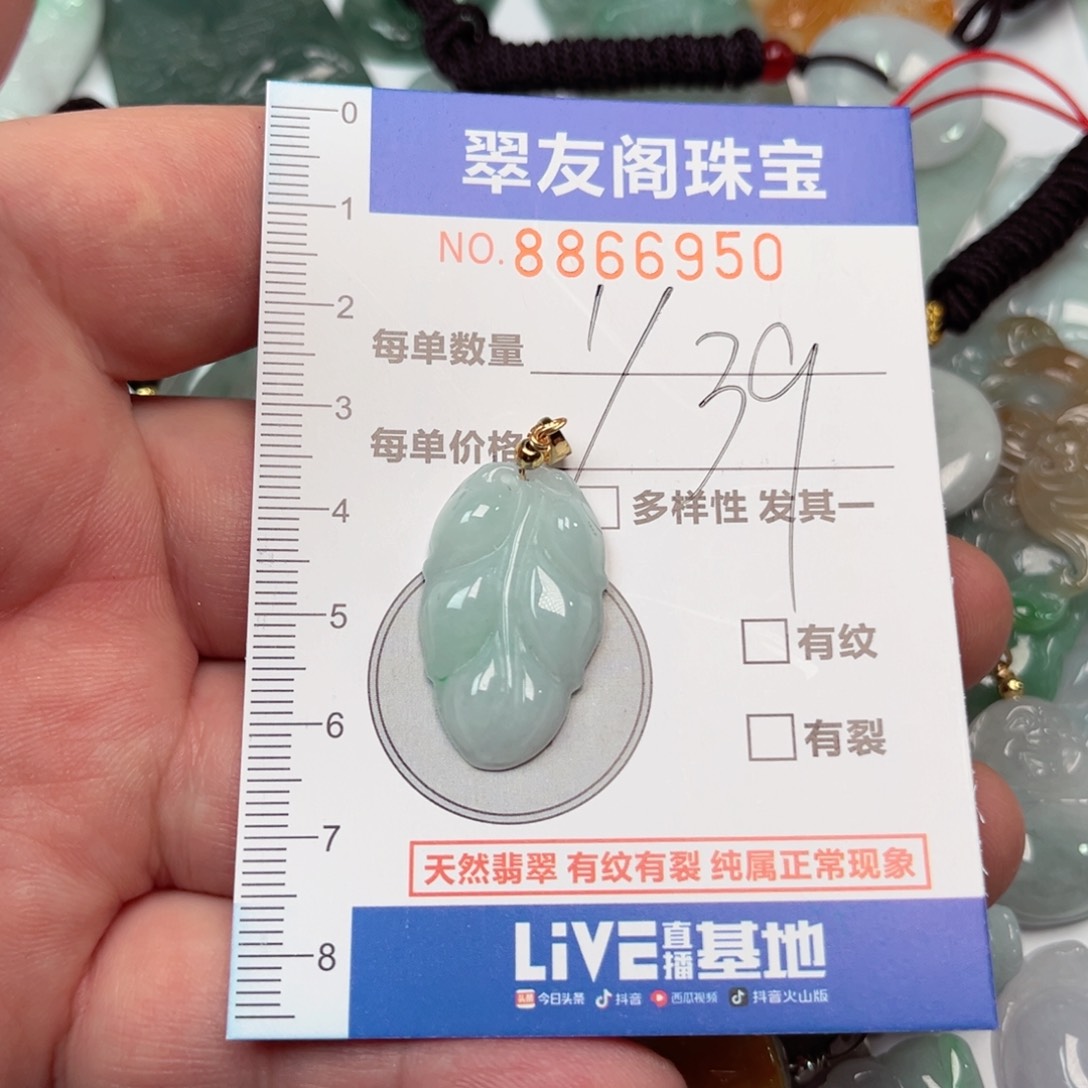 0
翠友阁珠宝
1
NO.8866950
2
每单数量
1/39
3
每单价格
4
多样性 发其一
5
有纹
6
有裂
7
天然翡翠 有纹有裂 纯属正常现象
8
LiVE直播基地
头条 今日头条 抖音 西瓜视频 抖音火山版